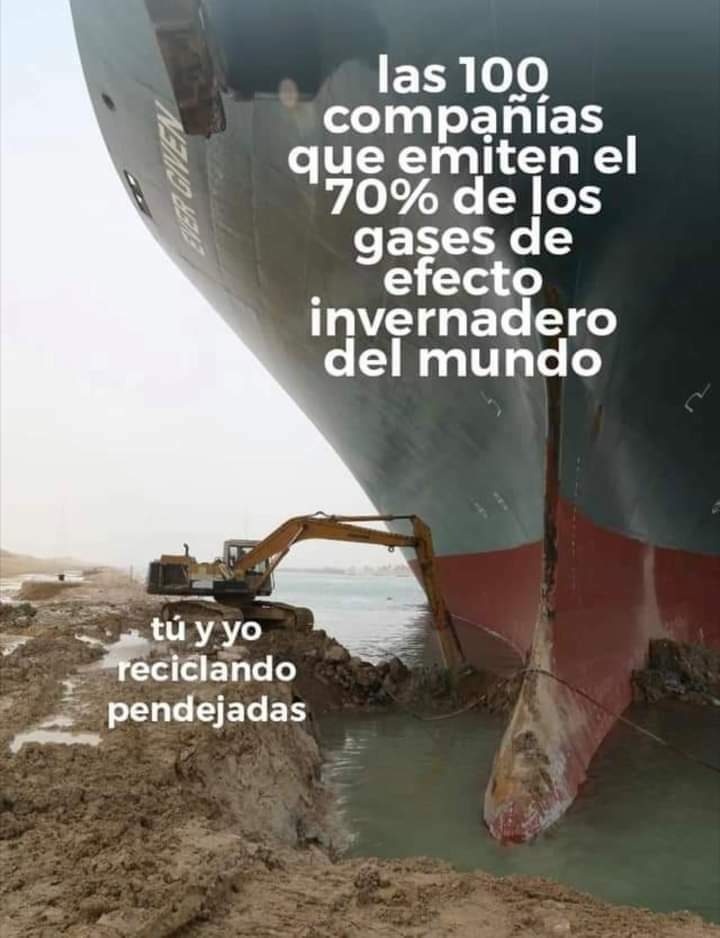 las 100
compañías
que emiten el
70% de los
gases de
efecto
invernadero
del mundo
EVER GIVEN
tú y yo
reciclando
pendejadas